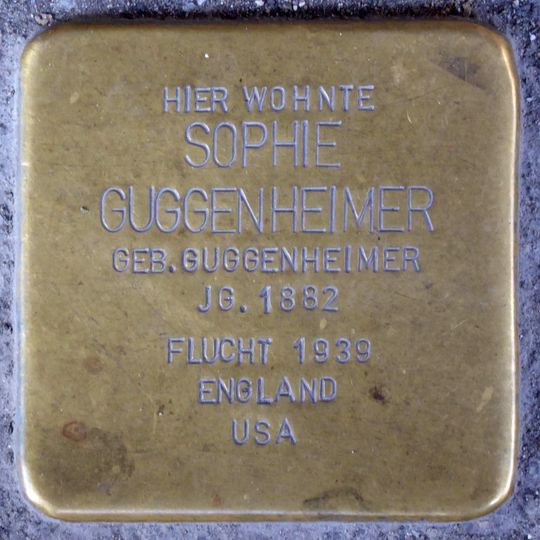 HIER WOHNTE
SOPHIE
GUGGENHEIMER
GEB. GUGGENHEIMER
JG. 1882
FLUCHT 1939
ENGLAND
USA